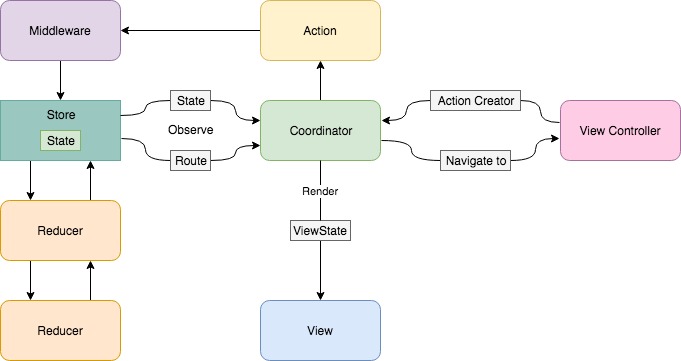 Middleware
Action
Store
State
State
Observe
Route
Coordinator
Action Creator
Navigate to
View Controller
Render
ViewState
Reducer
Reducer
View